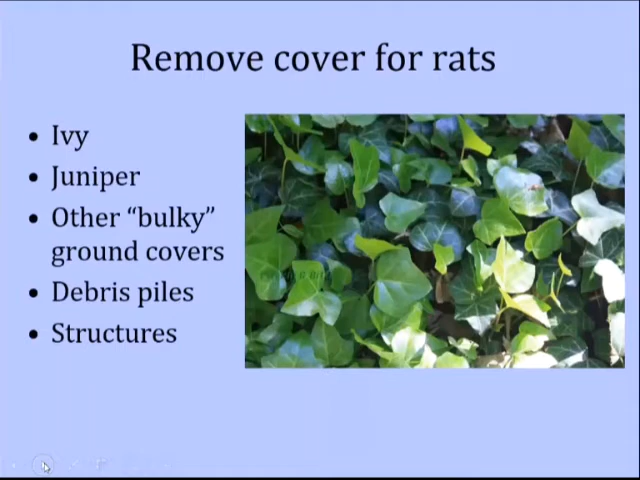 Remove cover for rats
• Ivy
• Juniper
• Other “bulky”
ground covers
• Debris piles
• Structures